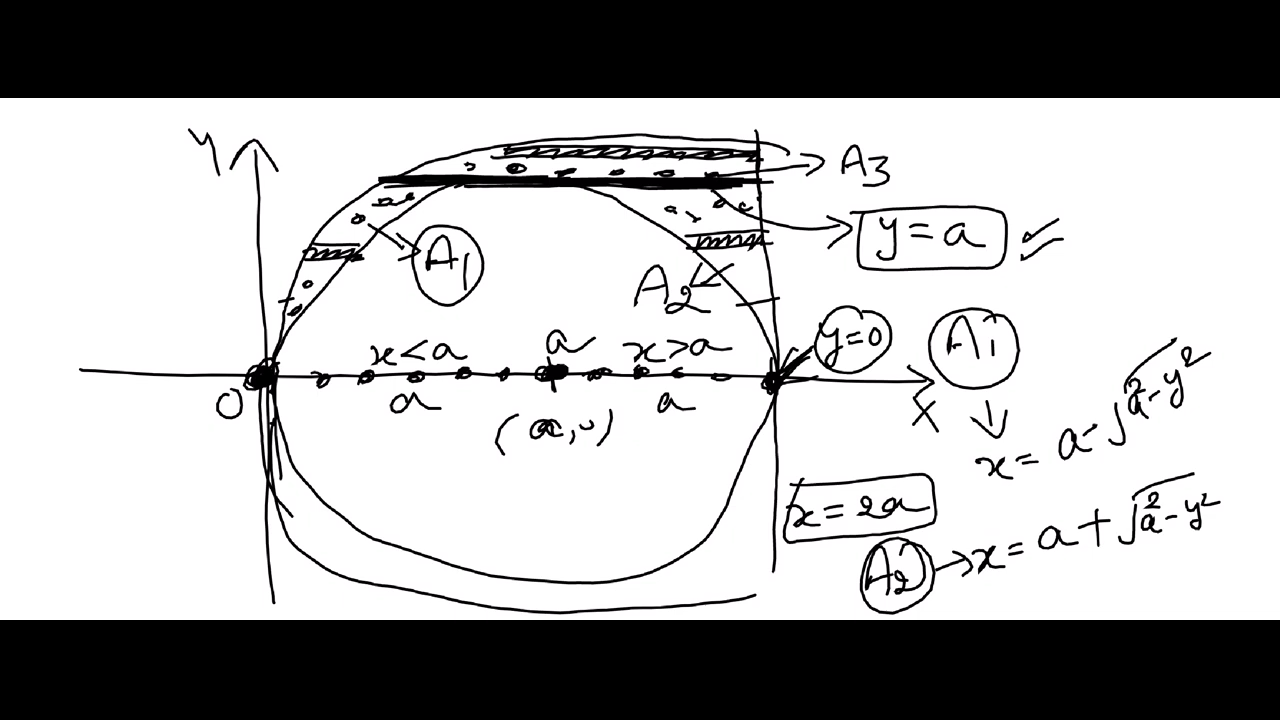 y
A3
y = a
A1
A2
y=0
A1
x < a
a
x > a
O
a
(a,0)
a
X
x = a - √a²-y²
x = 2a
A2 → x = a + √a²-y²